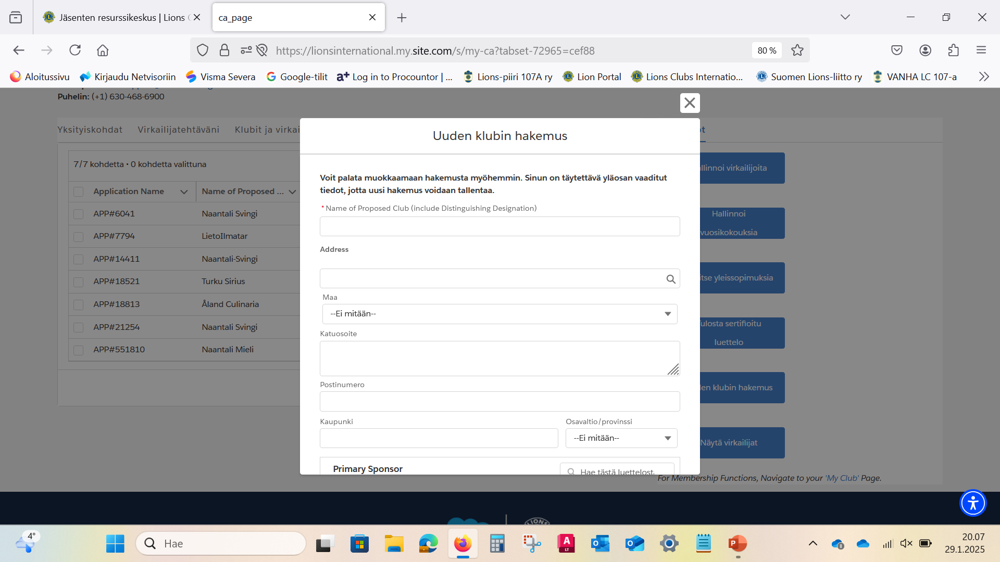 Jäsenten resurssikeskus | Lions
ca_page
https://lionsinternational.my.site.com/s/my-ca?tabset-72965=cef88
80 %
Aloitussivu
Kirjaudu Netvisoriin
Visma Severa
Google-tilit
Log in to Procountor | ...
Lions-piiri 107A ry
Lion Portal
Lions Clubs Internatio...
Suomen Lions-liitto ry
VANHA LC 107-a
Puhelin: (+1) 630-468-6900
Yksityiskohdat
Virkailijatehtäväni
Klubit ja virkai
ot
7/7 kohdetta • 0 kohdetta valittuna
Application Name
Name of Proposed ...
APP#6041
Naantali Svingi
APP#7794
LietoIlmatar
APP#14411
Naantali-Svingi
APP#18521
Turku Sirius
APP#18813
Åland Culinaria
APP#21254
Naantali Svingi
APP#551810
Naantali Mieli
Uuden klubin hakemus
Voit palata muokkaamaan hakemusta myöhemmin. Sinun on täytettävä yläosan vaaditut
tiedot, jotta uusi hakemus voidaan tallentaa.
* Name of Proposed Club (include Distinguishing Designation)
Address
Maa
--Ei mitään--
Katuosoite
Postinumero
Kaupunki
Osavaltio/provinssi
--Ei mitään--
Primary Sponsor
Hae tästä luettelost.
llinnoi virkailijoita
Hallinnoi
vuosikokouksia
itse yleissopimuksia
ulosta sertifioitu
luettelo
en klubin hakemus
Näytä virkailijat
For Membership Functions, Navigate to your 'My Club' Page.
LIONS
4°
Hae
20.07
29.1.2025